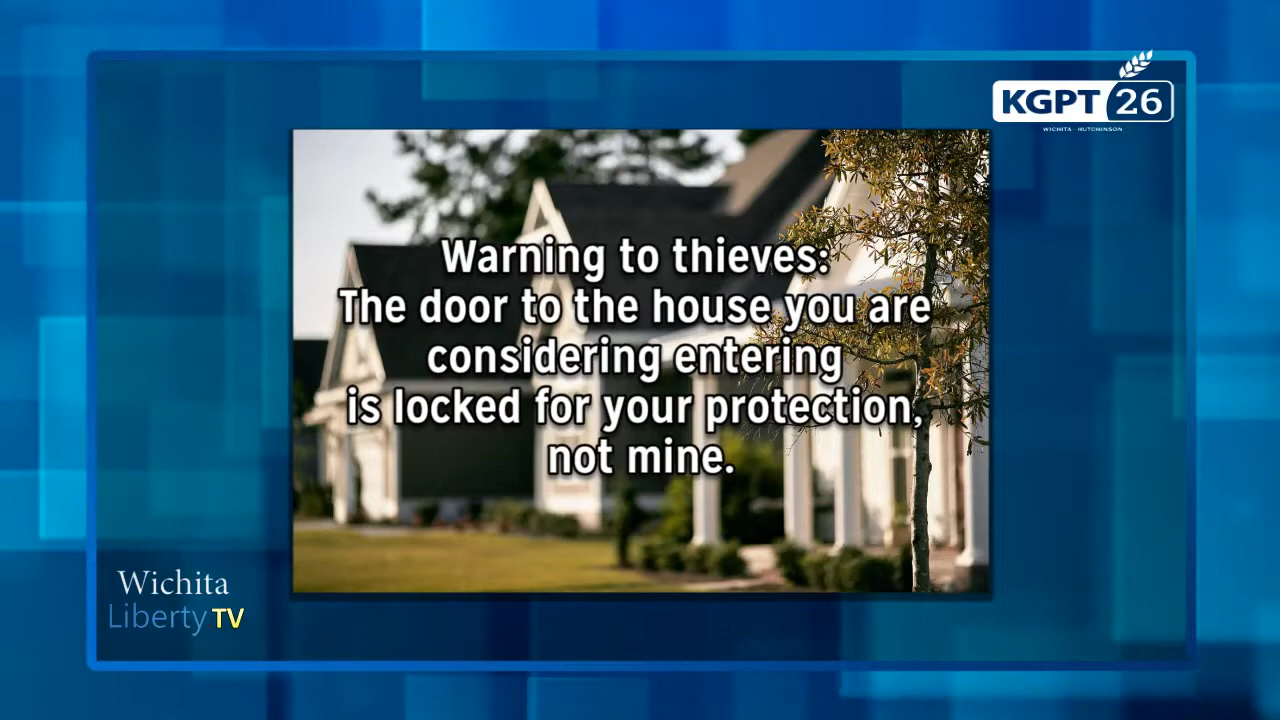 KGPT 26
WICHITA - HUTCHINSON
Warning to thieves:
The door to the house you are
considering entering
is locked for your protection,
not mine.
Wichita
Liberty TV